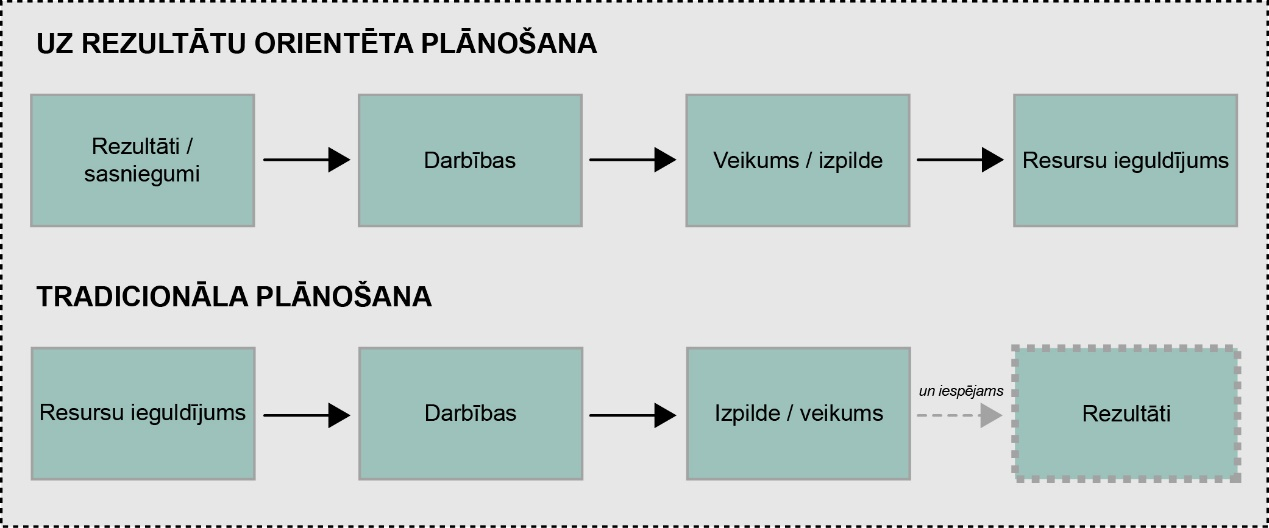 UZ REZULTĀTU ORIENTĒTA PLĀNOŠANA
Rezultāti /
sasniegumi
Darbības
Veikums / izpilde
Resursu ieguldījums
TRADICIONĀLA PLĀNOŠANA
Resursu ieguldījums
Darbības
Izpilde / veikums
un iespējams
Rezultāti